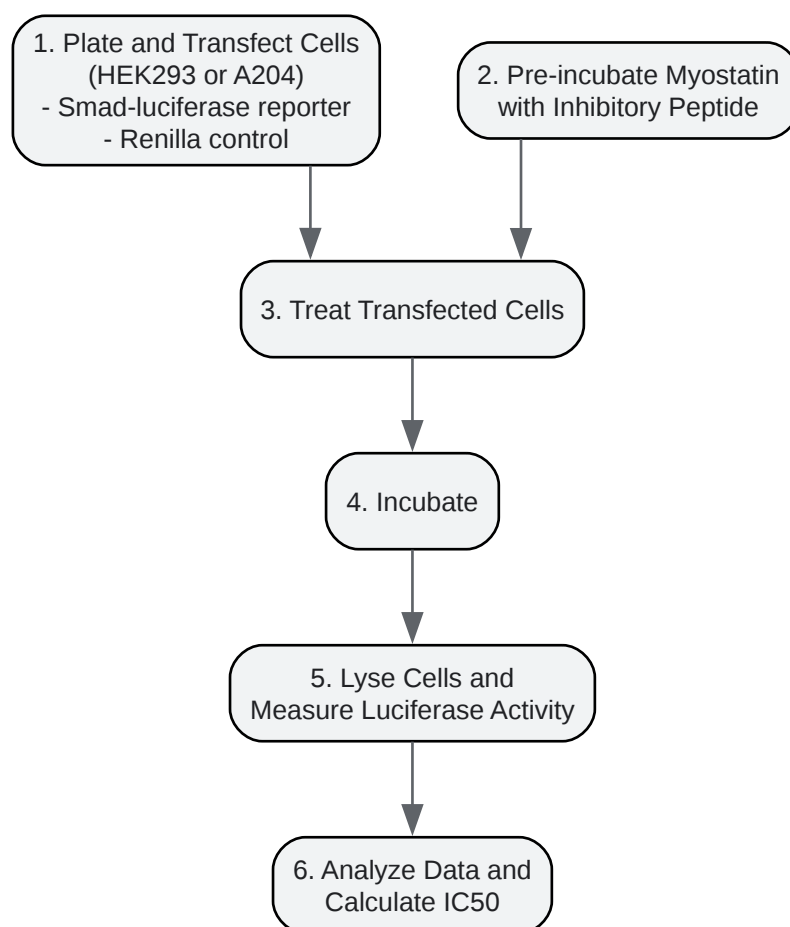 1. Plate and Transfect Cells
(HEK293 or A204)
- Smad-luciferase reporter
- Renilla control
2. Pre-incubate Myostatin
with Inhibitory Peptide
3. Treat Transfected Cells
4. Incubate
5. Lyse Cells and
Measure Luciferase Activity
6. Analyze Data and
Calculate IC50